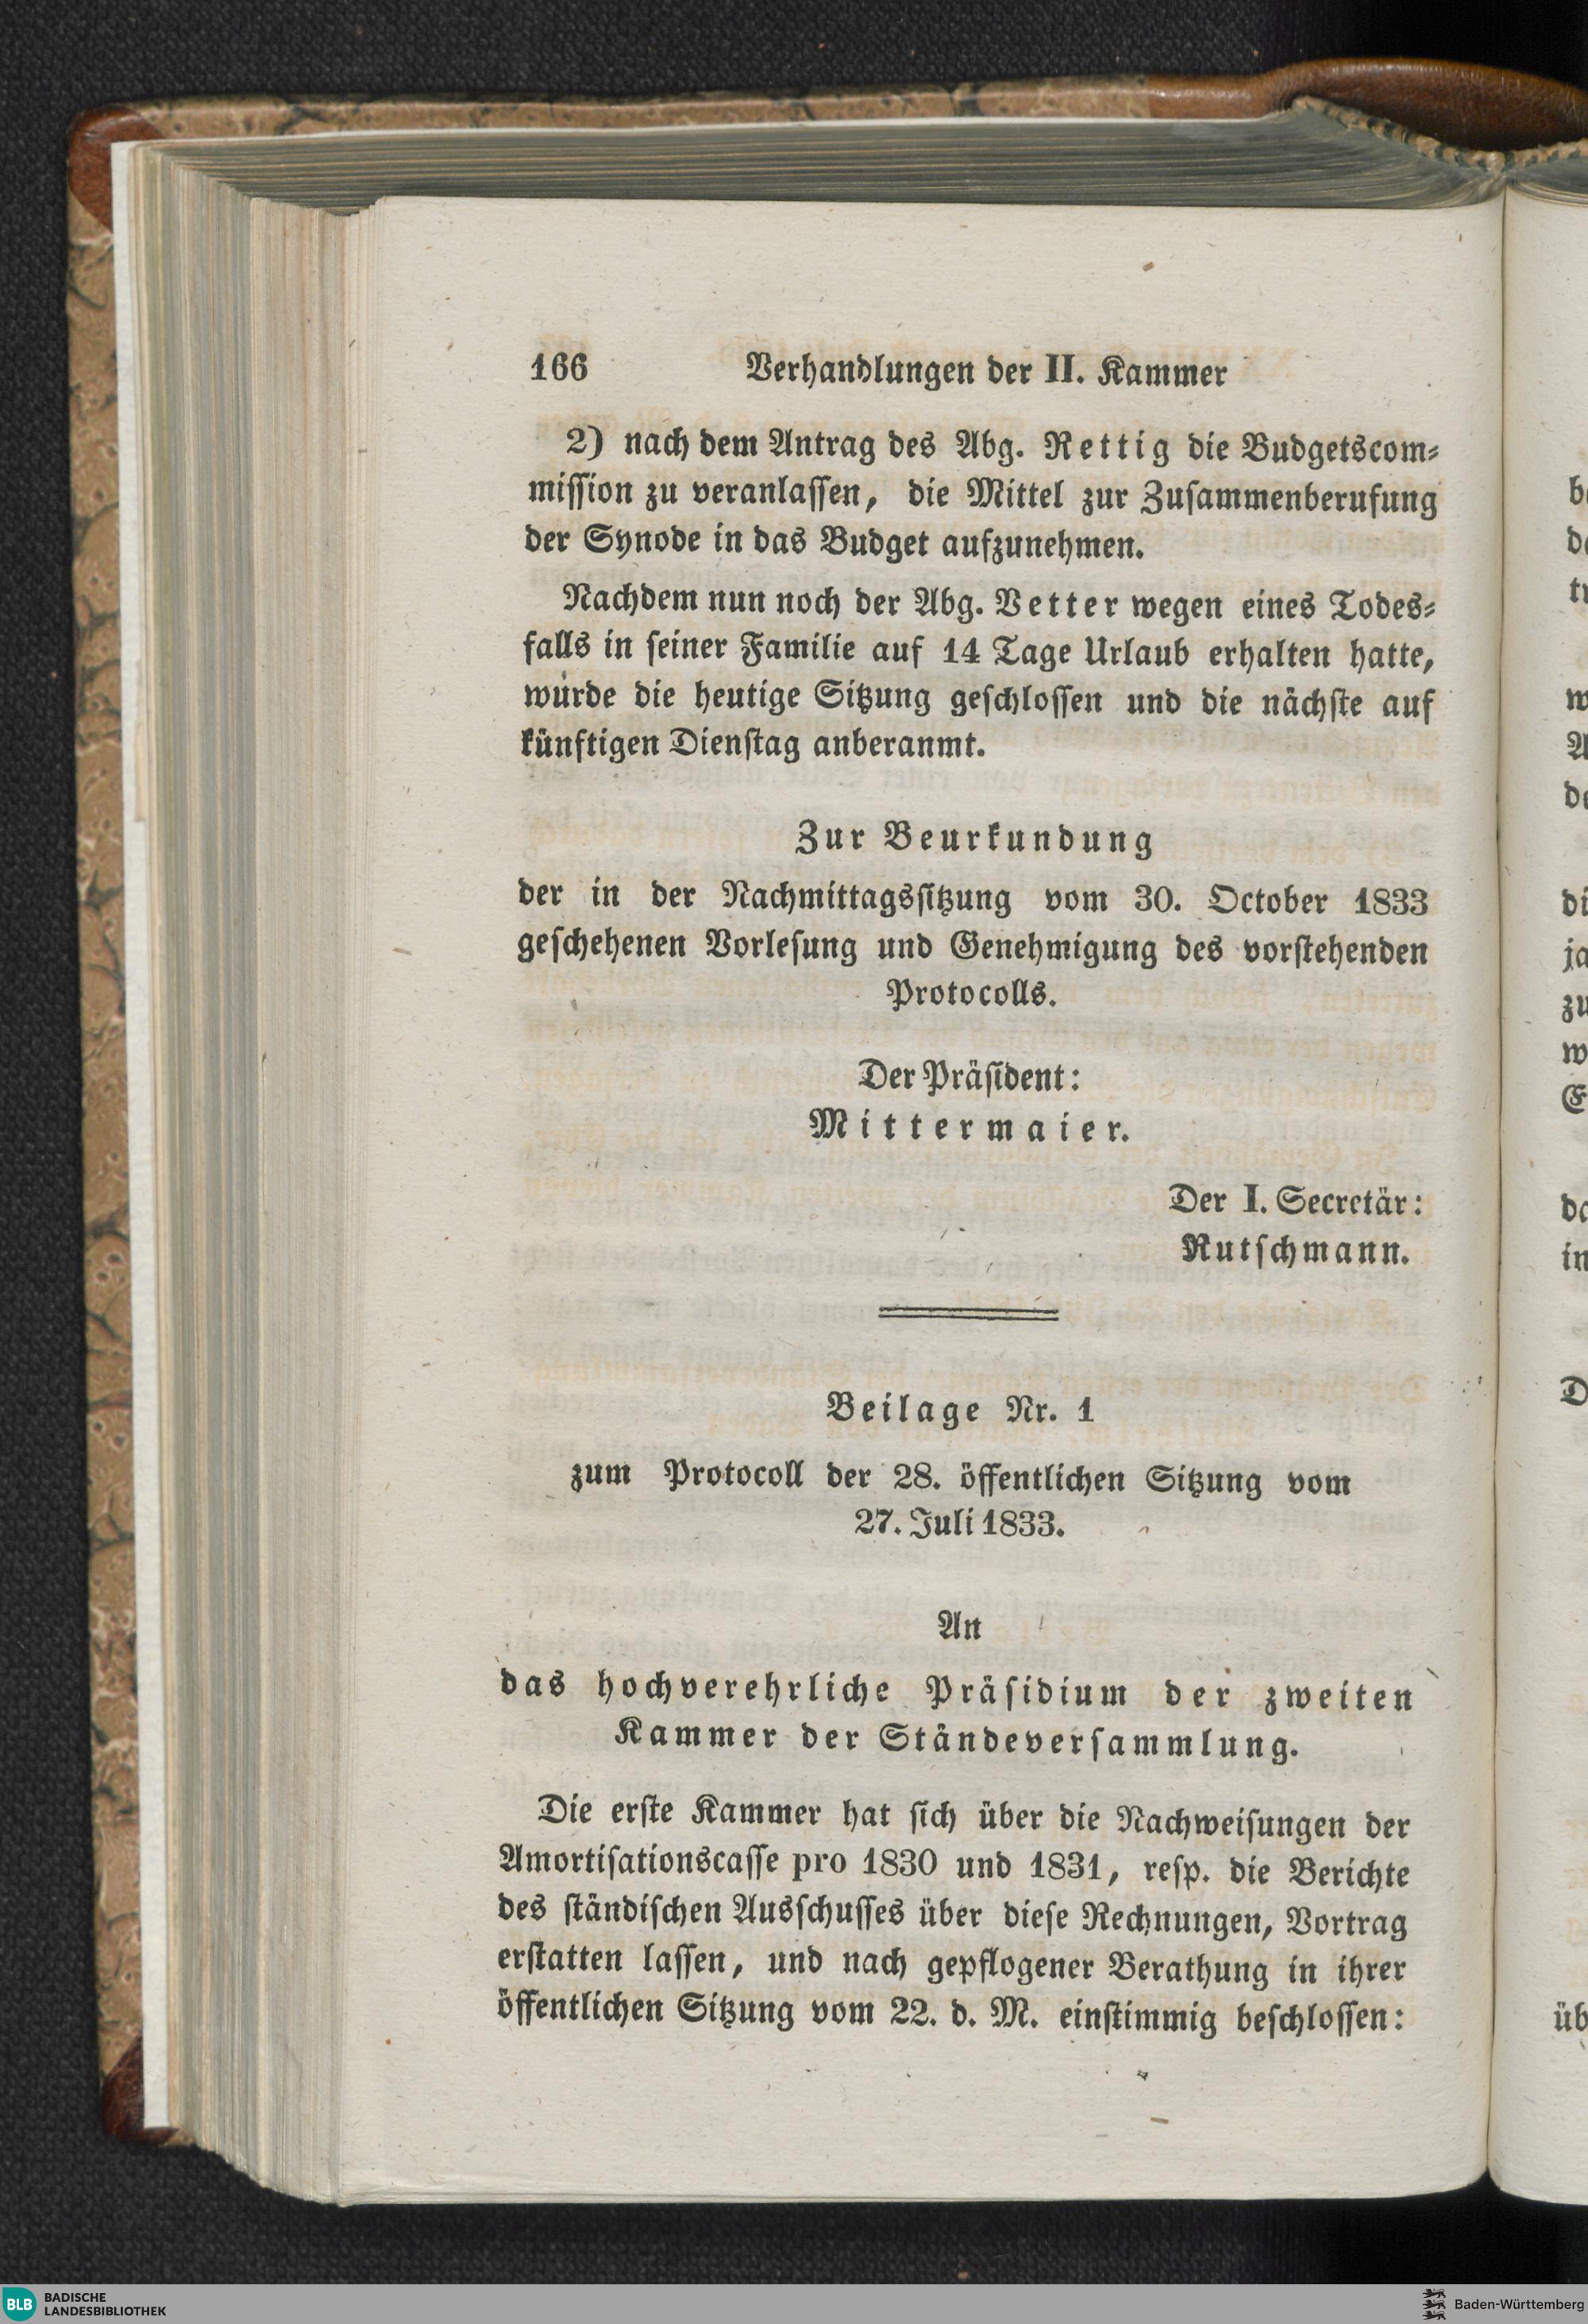 166 Verhandlungen der II. Kammer
2) nach dem Antrag des Abg. Rettig die Budgetscom⸗
mission zu veranlassen, die Mittel zur Zusammenberufung
der Synode in das Budget aufzunehmen.
Nachdem nun noch der Abg. Vetter wegen eines Todes⸗
falls in seiner Familie auf 14 Tage Urlaub erhalten hatte,
wurde die heutige Sitzung geschlossen und die nächste auf
künftigen Dienstag anberanmt.
Zur Beurkundung
der in der Nachmittagssitzung vom 30. October 1833
geschehenen Vorlesung und Genehmigung des vorstehenden
Protocolls.
Der Präsident:
Mittermaier.
Der I. Secretär:
Rutschmann.
Beilage Nr. 1
zum Protocoll der 28. öffentlichen Sitzung vom
27. Juli 1833.
An
das hochverehrliche Präsidium der zweiten
Kammer der Ständeversammlung.
Die erste Kammer hat sich über die Nachweisungen der
Amortisationscasse pro 1830 und 1831, resp. die Berichte
des ständischen Ausschusses über diese Rechnungen, Vortrag
erstatten lassen, und nach gepflogener Berathung in ihrer
öffentlichen Sitzung vom 22. d. M. einstimmig beschlossen:
BLB BADISCHE
LANDESBIBLIOTHEK
Baden-Württemberg